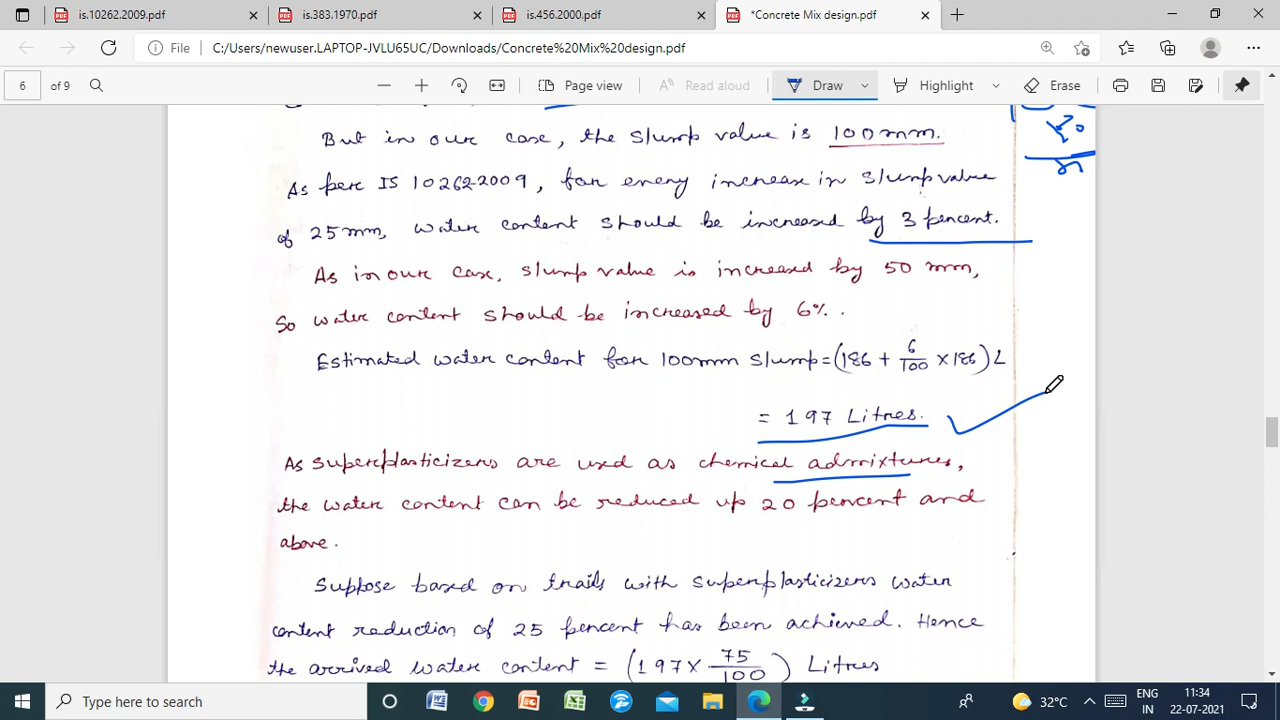 is.10262.2009.pdf
is.383.1970.pdf
is.456.2000.pdf
*Concrete Mix design.pdf
File
C:/Users/newuser.LAPTOP-JVLU65UC/Downloads/Concrete%20Mix%20design.pdf
6 of 9
Page view
Read aloud
Draw
Highlight
Erase
But in our case, the slump value is 100mm.
As per IS 10262-2009, for every increase in slump value
of 25mm, water content should be increased by 3 percent.
As in our case, slump value is increased by 50 mm,
So water content should be increased by 6%.
Estimated water content for 100mm slump = (186 + 6/100 × 186) L
= 197 Litres.
As superplasticizers are used as chemical admixtures,
the water content can be reduced up 20 percent and
above.
Suppose based on trails with superplasticizers water
content reduction of 25 percent has been achieved. Hence
the arrived water content = (197 × 75/100) Litres
Type here to search
32°C
ENG
IN
11:34
22-07-2021